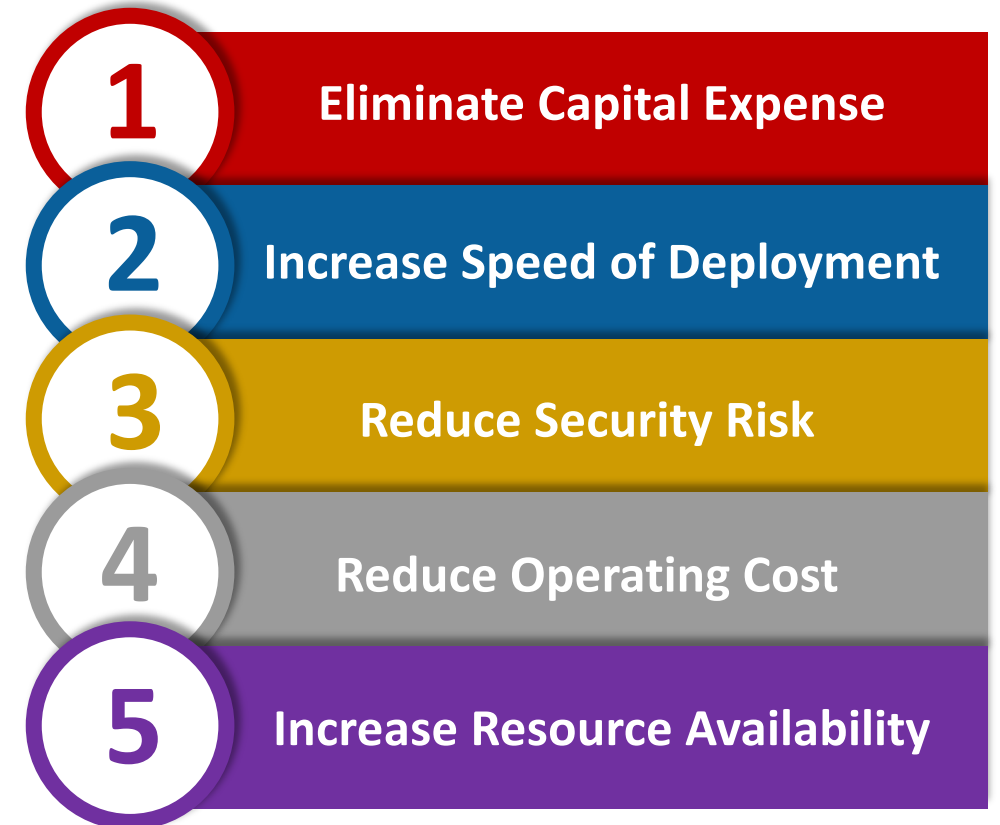 1
Eliminate Capital Expense
2
Increase Speed of Deployment
3
Reduce Security Risk
4
Reduce Operating Cost
5
Increase Resource Availability